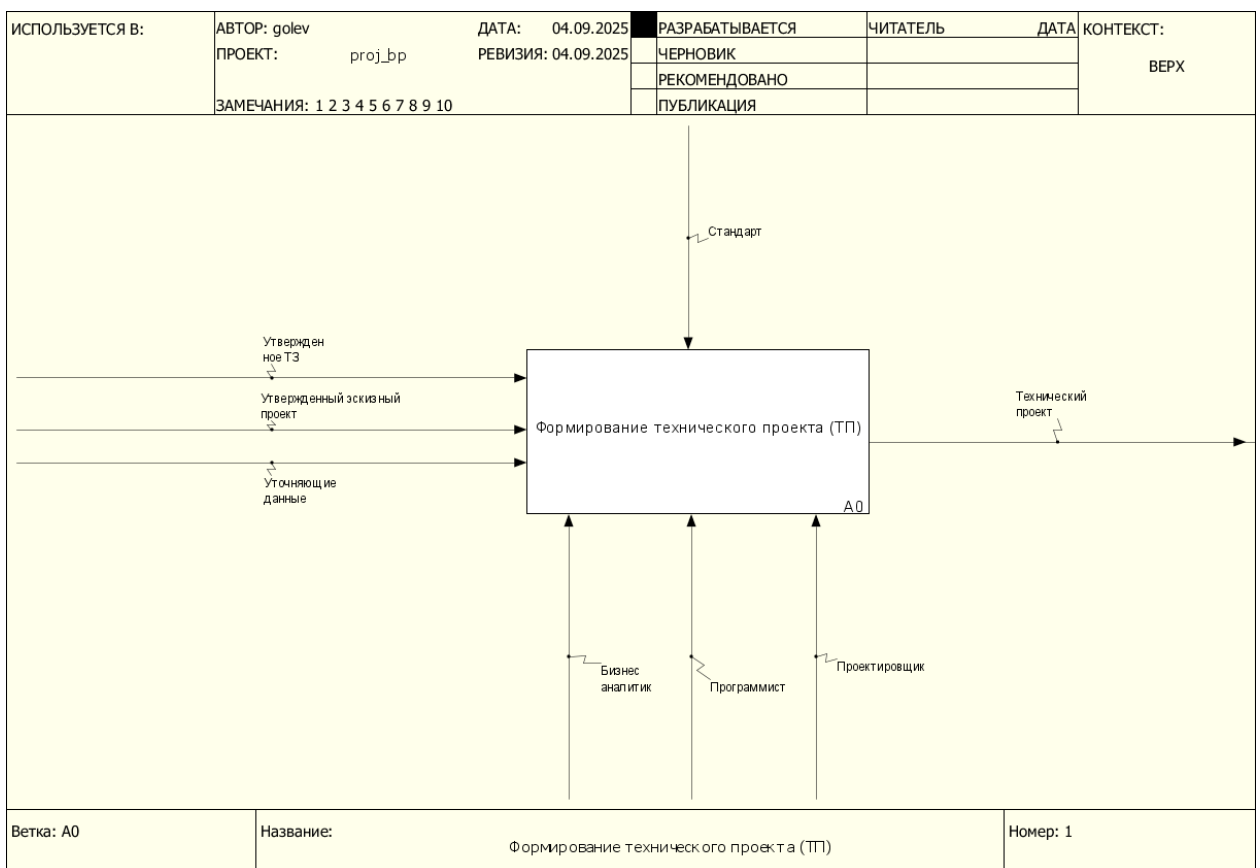 ИСПОЛЬЗУЕТСЯ В:
АВТОР: golev
ДАТА: 04.09.2025
ПРОЕКТ: proj_bp
РЕВИЗИЯ: 04.09.2025
ЗАМЕЧАНИЯ: 1 2 3 4 5 6 7 8 9 10
РАЗРАБАТЫВАЕТСЯ
ЧЕРНОВИК
РЕКОМЕНДОВАНО
ПУБЛИКАЦИЯ
ЧИТАТЕЛЬ ДАТА
КОНТЕКСТ:
ВЕРХ
Стандарт
Утвержден
ное ТЗ
Утвержденный эскизный
проект
Уточняющие
данные
Формирование технического проекта (ТП)
A0
Технический
проект
Бизнес
аналитик
Программист
Проектировщик
Ветка: A0
Название:
Формирование технического проекта (ТП)
Номер: 1